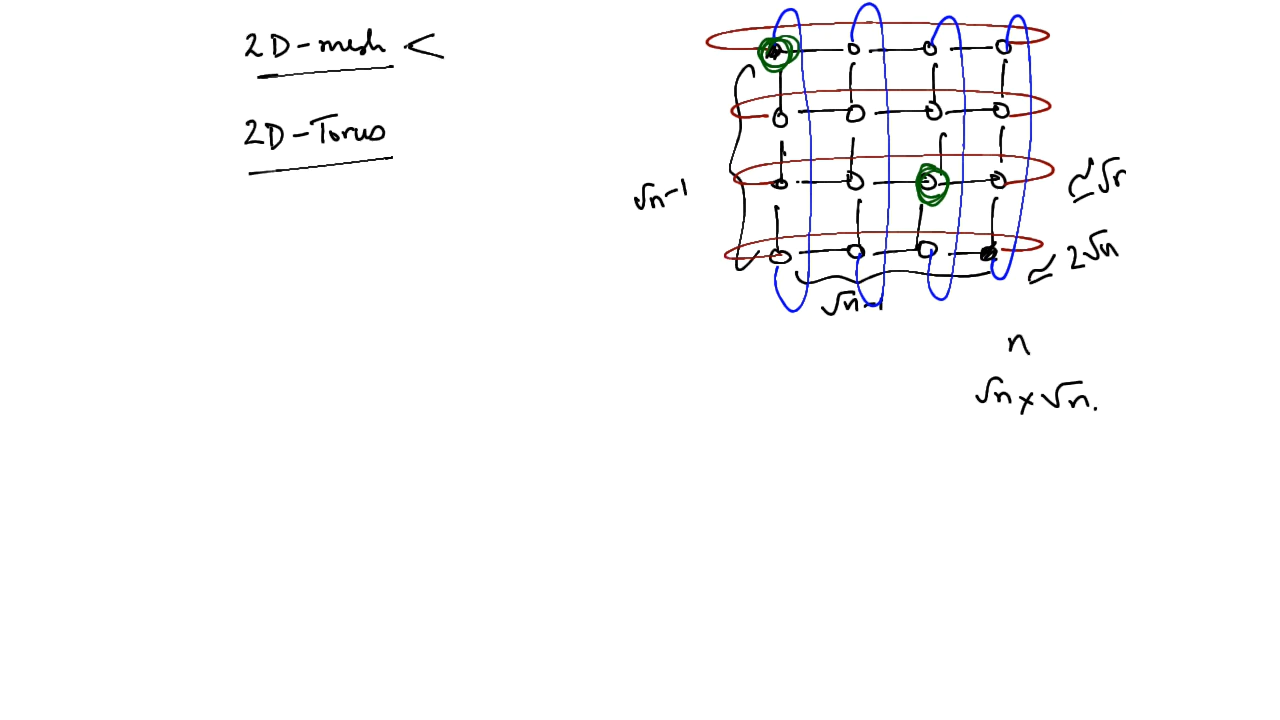 2D-mesh <
2D-Torus
√n-1
≃√n
≃2√n
√n-1
n
√n × √n.